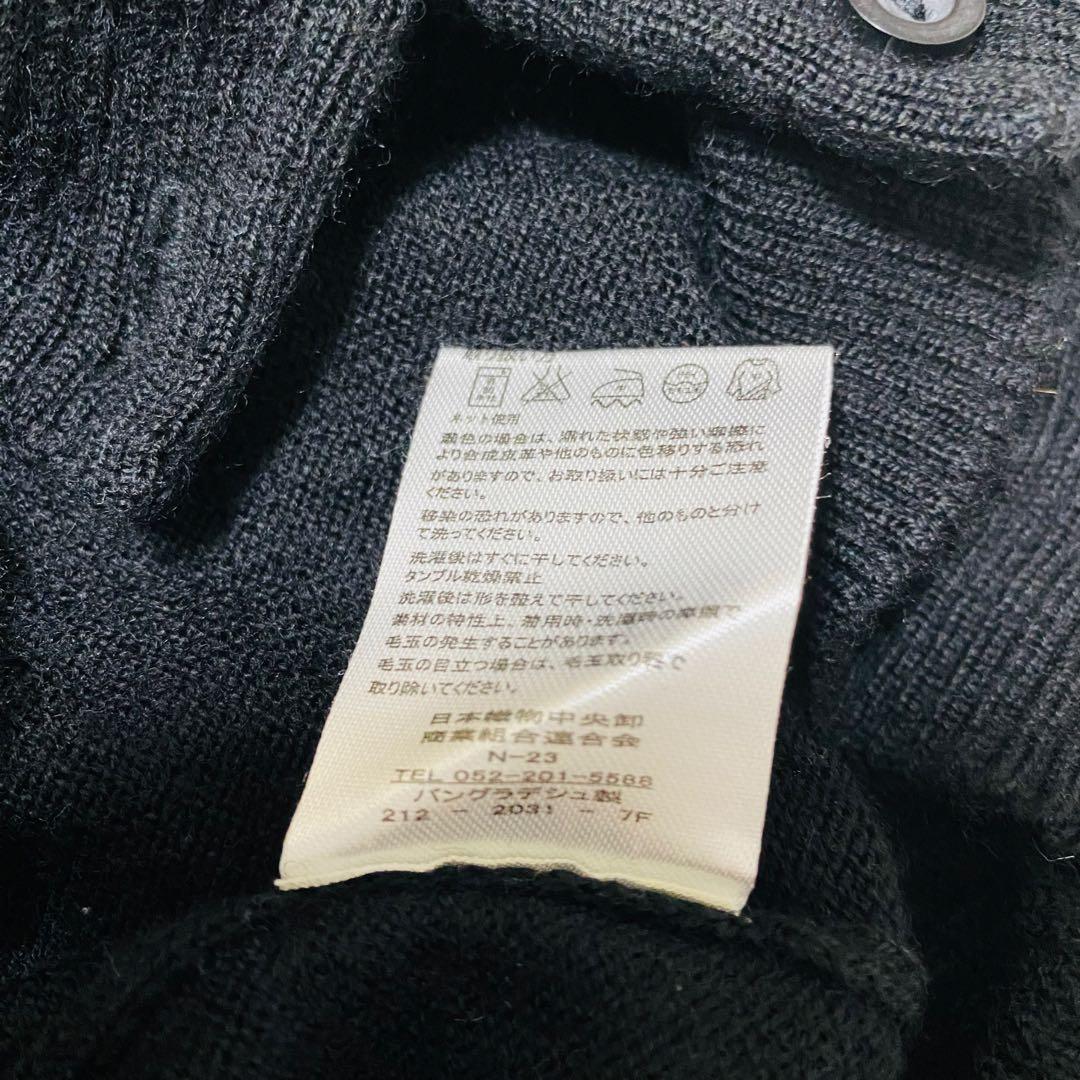 ネット使用
濃色の場合は、濡れた状態や強い摩擦に
より合成皮革や他のものに色移りする恐れ
がありますので、お取り扱いには十分ご注意
ください。
移染の恐れがありますので、他のものと分け
て洗ってください。
洗濯後はすぐに干してください。
タンブル乾燥禁止
洗濯後は形を整えて干してください。
素材の特性上、着用時・洗濯時の摩擦で
毛玉の発生することがあります。
毛玉の目立つ場合は、毛玉取り器で
取り除いてください。
日本織物中央卸
商業組合連合会
N-23
TEL 052-201-5588
バングラデシュ製
212 - 2031 - 7F